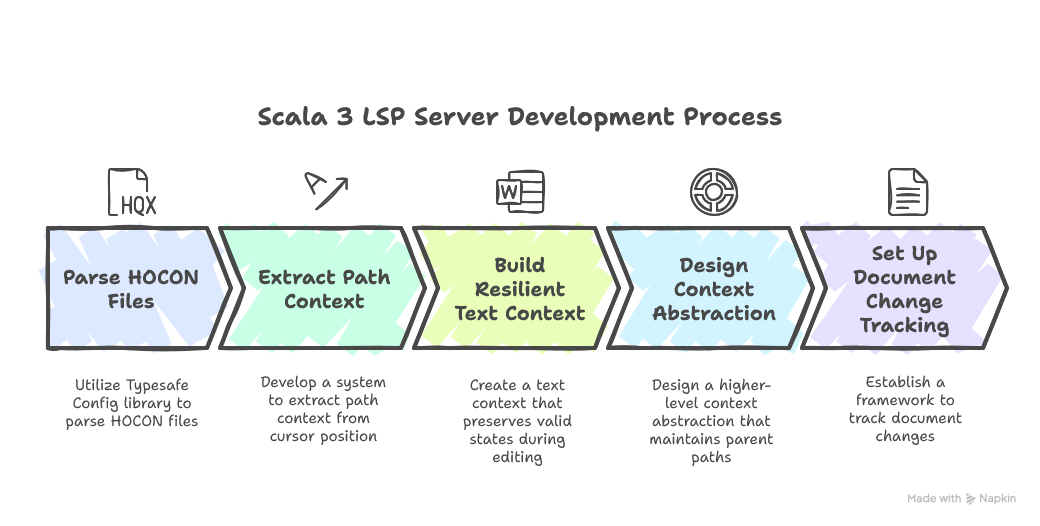 Scala 3 LSP Server Development Process
HQX
A
W
Parse HOCON
Files
Extract Path
Context
Build
Resilient
Text Context
Design
Context
Abstraction
Set Up
Document
Change
Tracking
Utilize Typesafe
Config library to
parse HOCON files
Develop a system
to extract path
context from
cursor position
Create a text
context that
preserves valid
states during
editing
Design a higher-
level context
abstraction that
maintains parent
paths
Establish a
framework to
track document
changes
Made with Napkin